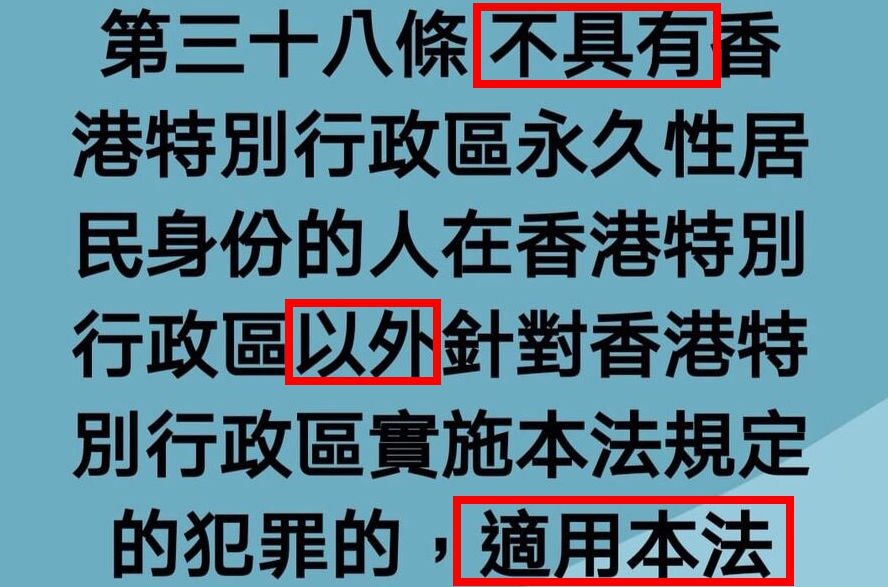 第三十八條 不具有香
港特別行政區永久性居
民身份的人在香港特別
行政區以外針對香港特
別行政區實施本法規定
的犯罪的，適用本法